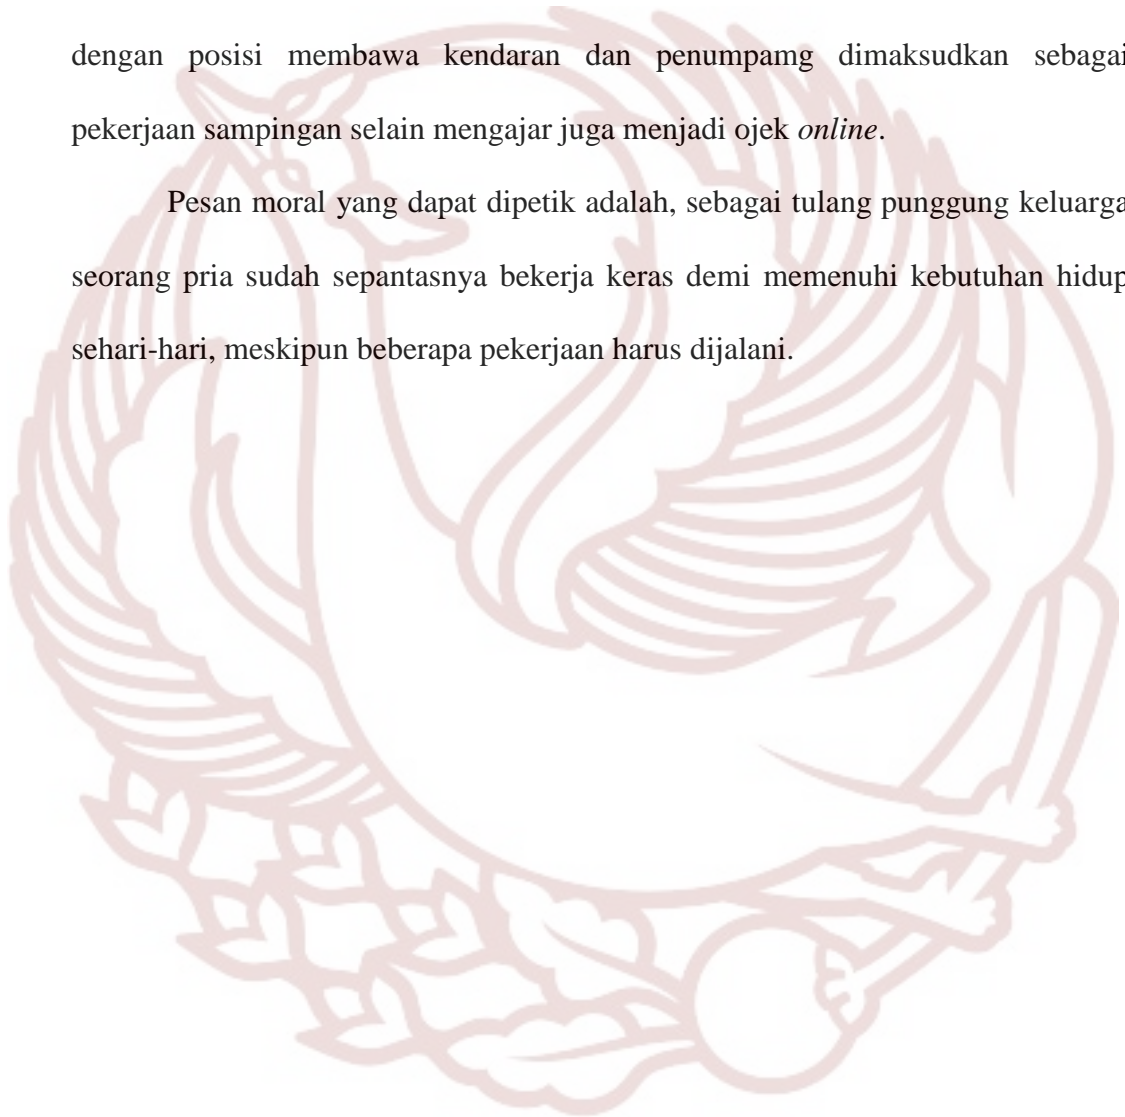 dengan posisi membawa kendaran dan penumpamg dimaksudkan sebagai
pekerjaan sampingan selain mengajar juga menjadi ojek online.
Pesan moral yang dapat dipetik adalah, sebagai tulang punggung keluarga
seorang pria sudah sepantasnya bekerja keras demi memenuhi kebutuhan hidup
sehari-hari, meskipun beberapa pekerjaan harus dijalani.